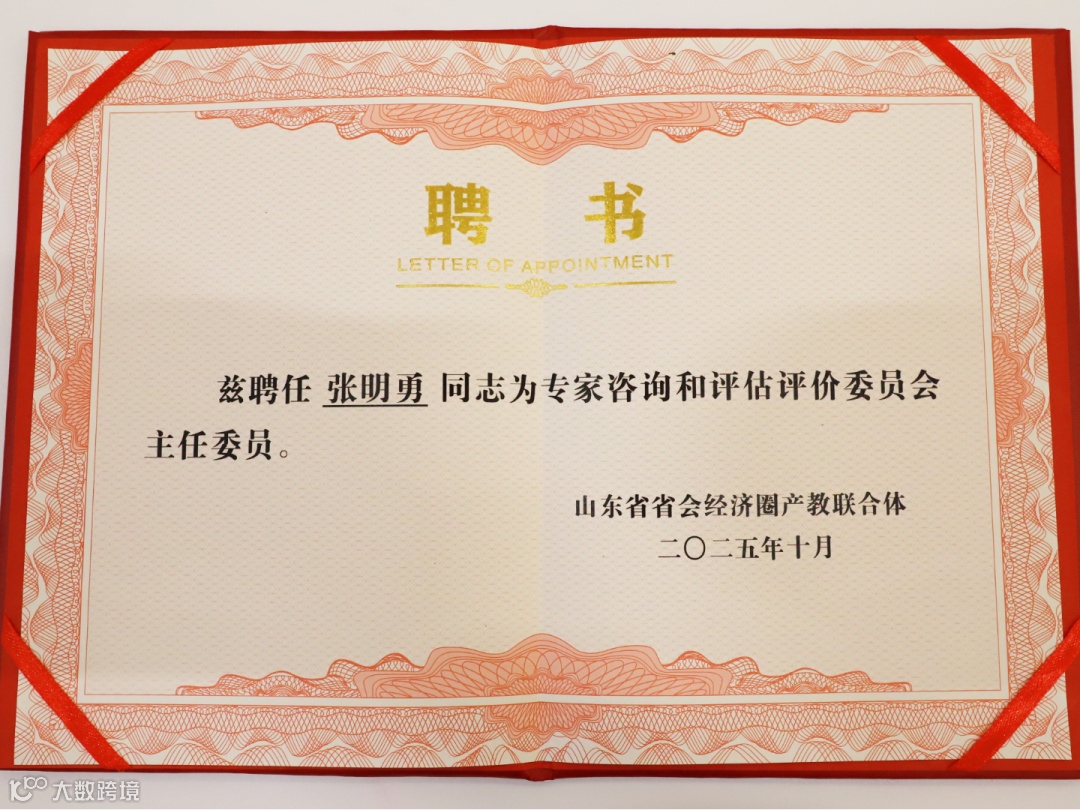 聘 书
LETTER OF APPOINTMENT
兹聘任 张明勇 同志为专家咨询和评估评价委员会
主任委员。
山东省省会经济圈产教联合体
二〇二五年十月
大数跨境